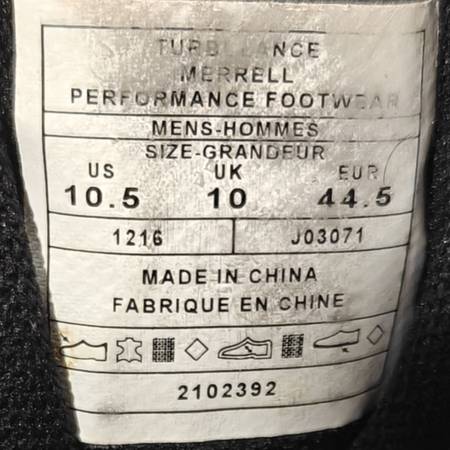 MERRELL
PERFORMANCE FOOTWEAR
MENS-HOMMES
SIZE-GRANDEUR
US UK EUR
10.5 10 44.5
1216 J03071
MADE IN CHINA
FABRIQUE EN CHINE
2102392